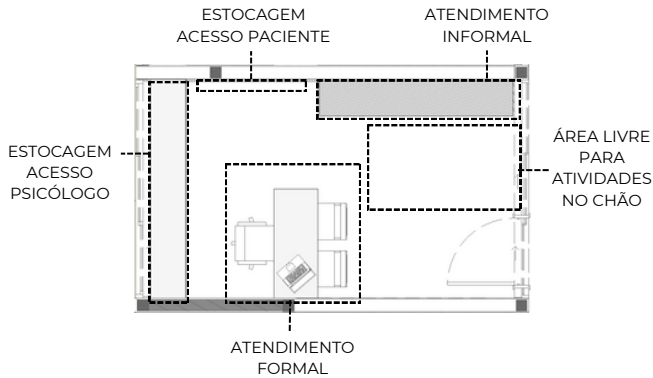 ESTOCAGEM
ACESSO PACIENTE
ATENDIMENTO
INFORMAL
ESTOCAGEM
ACESSO
PSICÓLOGO
ÁREA LIVRE
PARA
ATIVIDADES
NO CHÃO
ATENDIMENTO
FORMAL